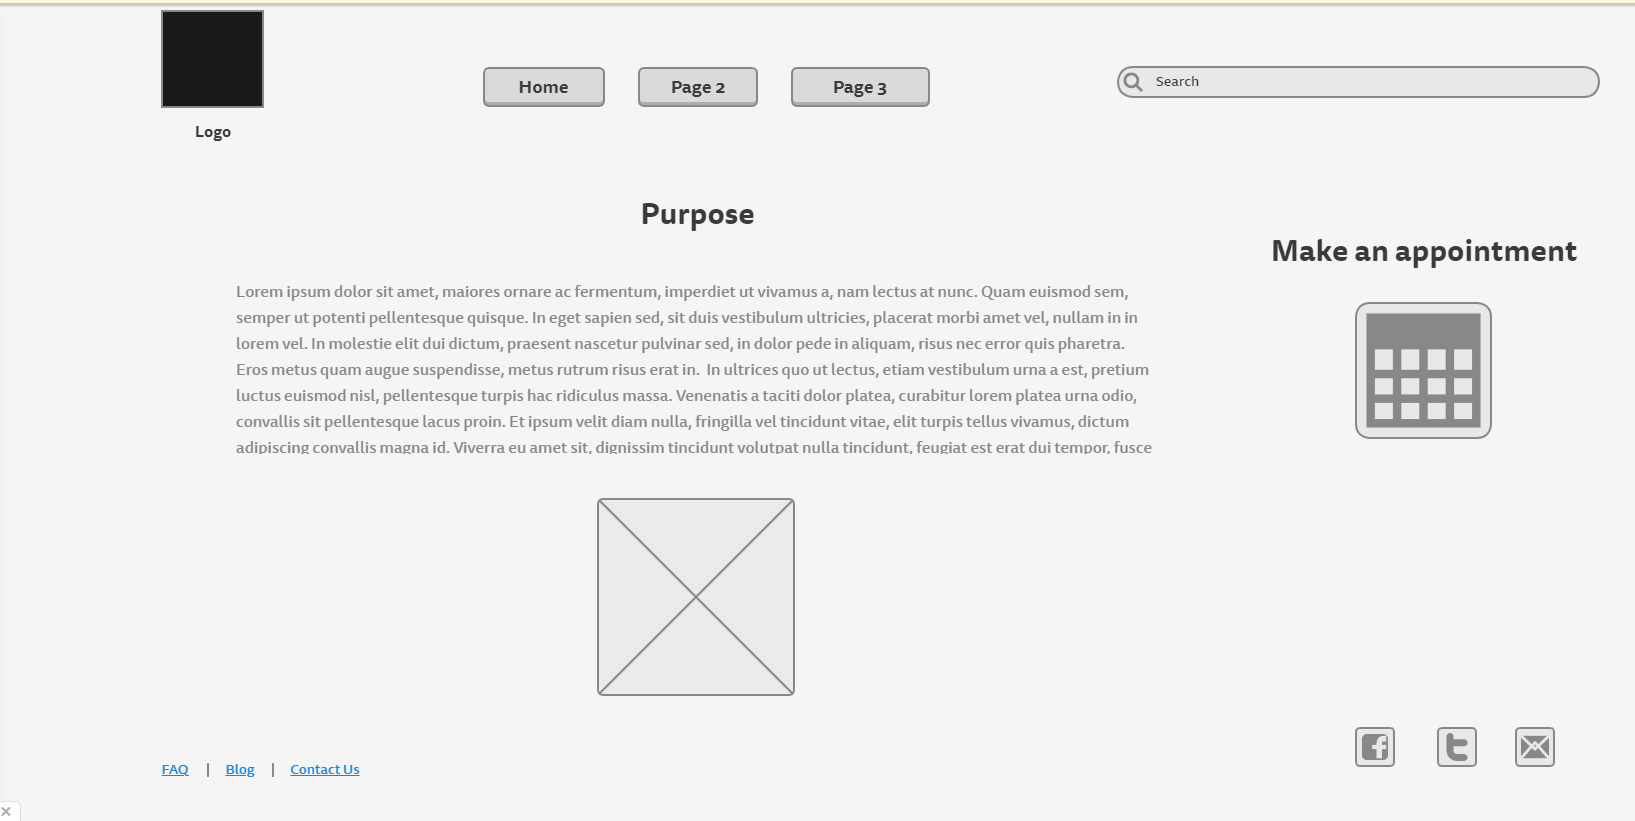 Home
Page 2
Page 3
Search
Logo
Purpose
Make an appointment
Lorem ipsum dolor sit amet, maiores ornare ac fermentum, imperdiet ut vivamus a, nam lectus at nunc. Quam euismod sem,
semper ut potenti pellentesque quisque. In eget sapien sed, sit duis vestibulum ultricies, placerat morbi amet vel, nullam in in
lorem vel. In molestie elit dui dictum, praesent nascetur pulvinar sed, in dolor pede in aliquam, risus nec error quis pharetra.
Eros metus quam augue suspendisse, metus rutrum risus erat in.  In ultrices quo ut lectus, etiam vestibulum urna a est, pretium
luctus euismod nisl, pellentesque turpis hac ridiculus massa. Venenatis a taciti dolor platea, curabitur lorem platea urna odio,
convallis sit pellentesque lacus proin. Et ipsum velit diam nulla, fringilla vel tincidunt vitae, elit turpis tellus vivamus, dictum
adipiscing convallis magna id. Viverra eu amet sit, dignissim tincidunt volutpat nulla tincidunt, feugiat est erat dui tempor, fusce
FAQ | Blog | Contact Us